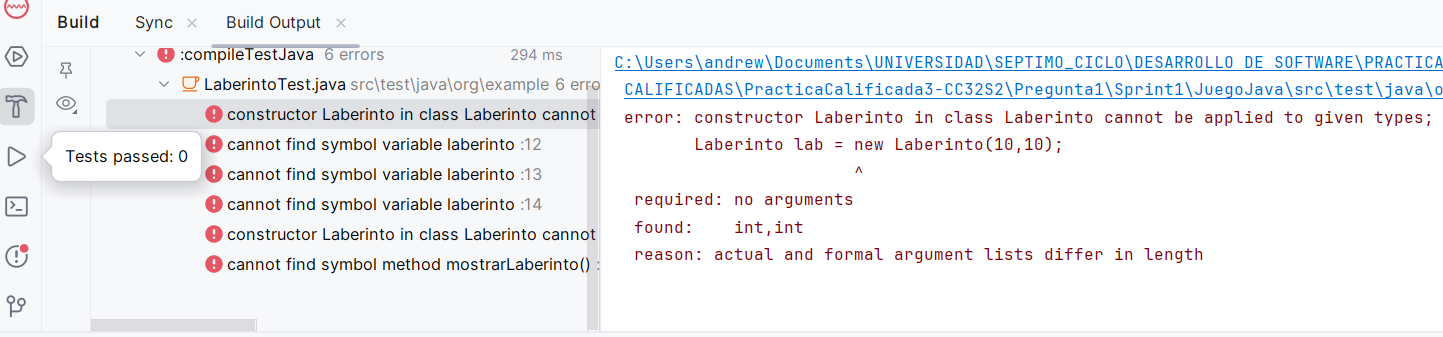 Build Sync × Build Output ×
:compileTestJava 6 errors 294 ms
LaberintoTest.java src\test\java\org\example 6 erro
constructor Laberinto in class Laberinto cannot
cannot find symbol variable laberinto :12
cannot find symbol variable laberinto :13
cannot find symbol variable laberinto :14
constructor Laberinto in class Laberinto cannot
cannot find symbol method mostrarLaberinto() :
Tests passed: 0
C:\Users\andrew\Documents\UNIVERSIDAD\SEPTIMO_CICLO\DESARROLLO DE SOFTWARE\PRACTICA
CALIFICADAS\PracticaCalificada3-CC32S2\Pregunta1\Sprint1\JuegoJava\src\test\java\o
error: constructor Laberinto in class Laberinto cannot be applied to given types;
Laberinto lab = new Laberinto(10,10);
^
required: no arguments
found: int,int
reason: actual and formal argument lists differ in length